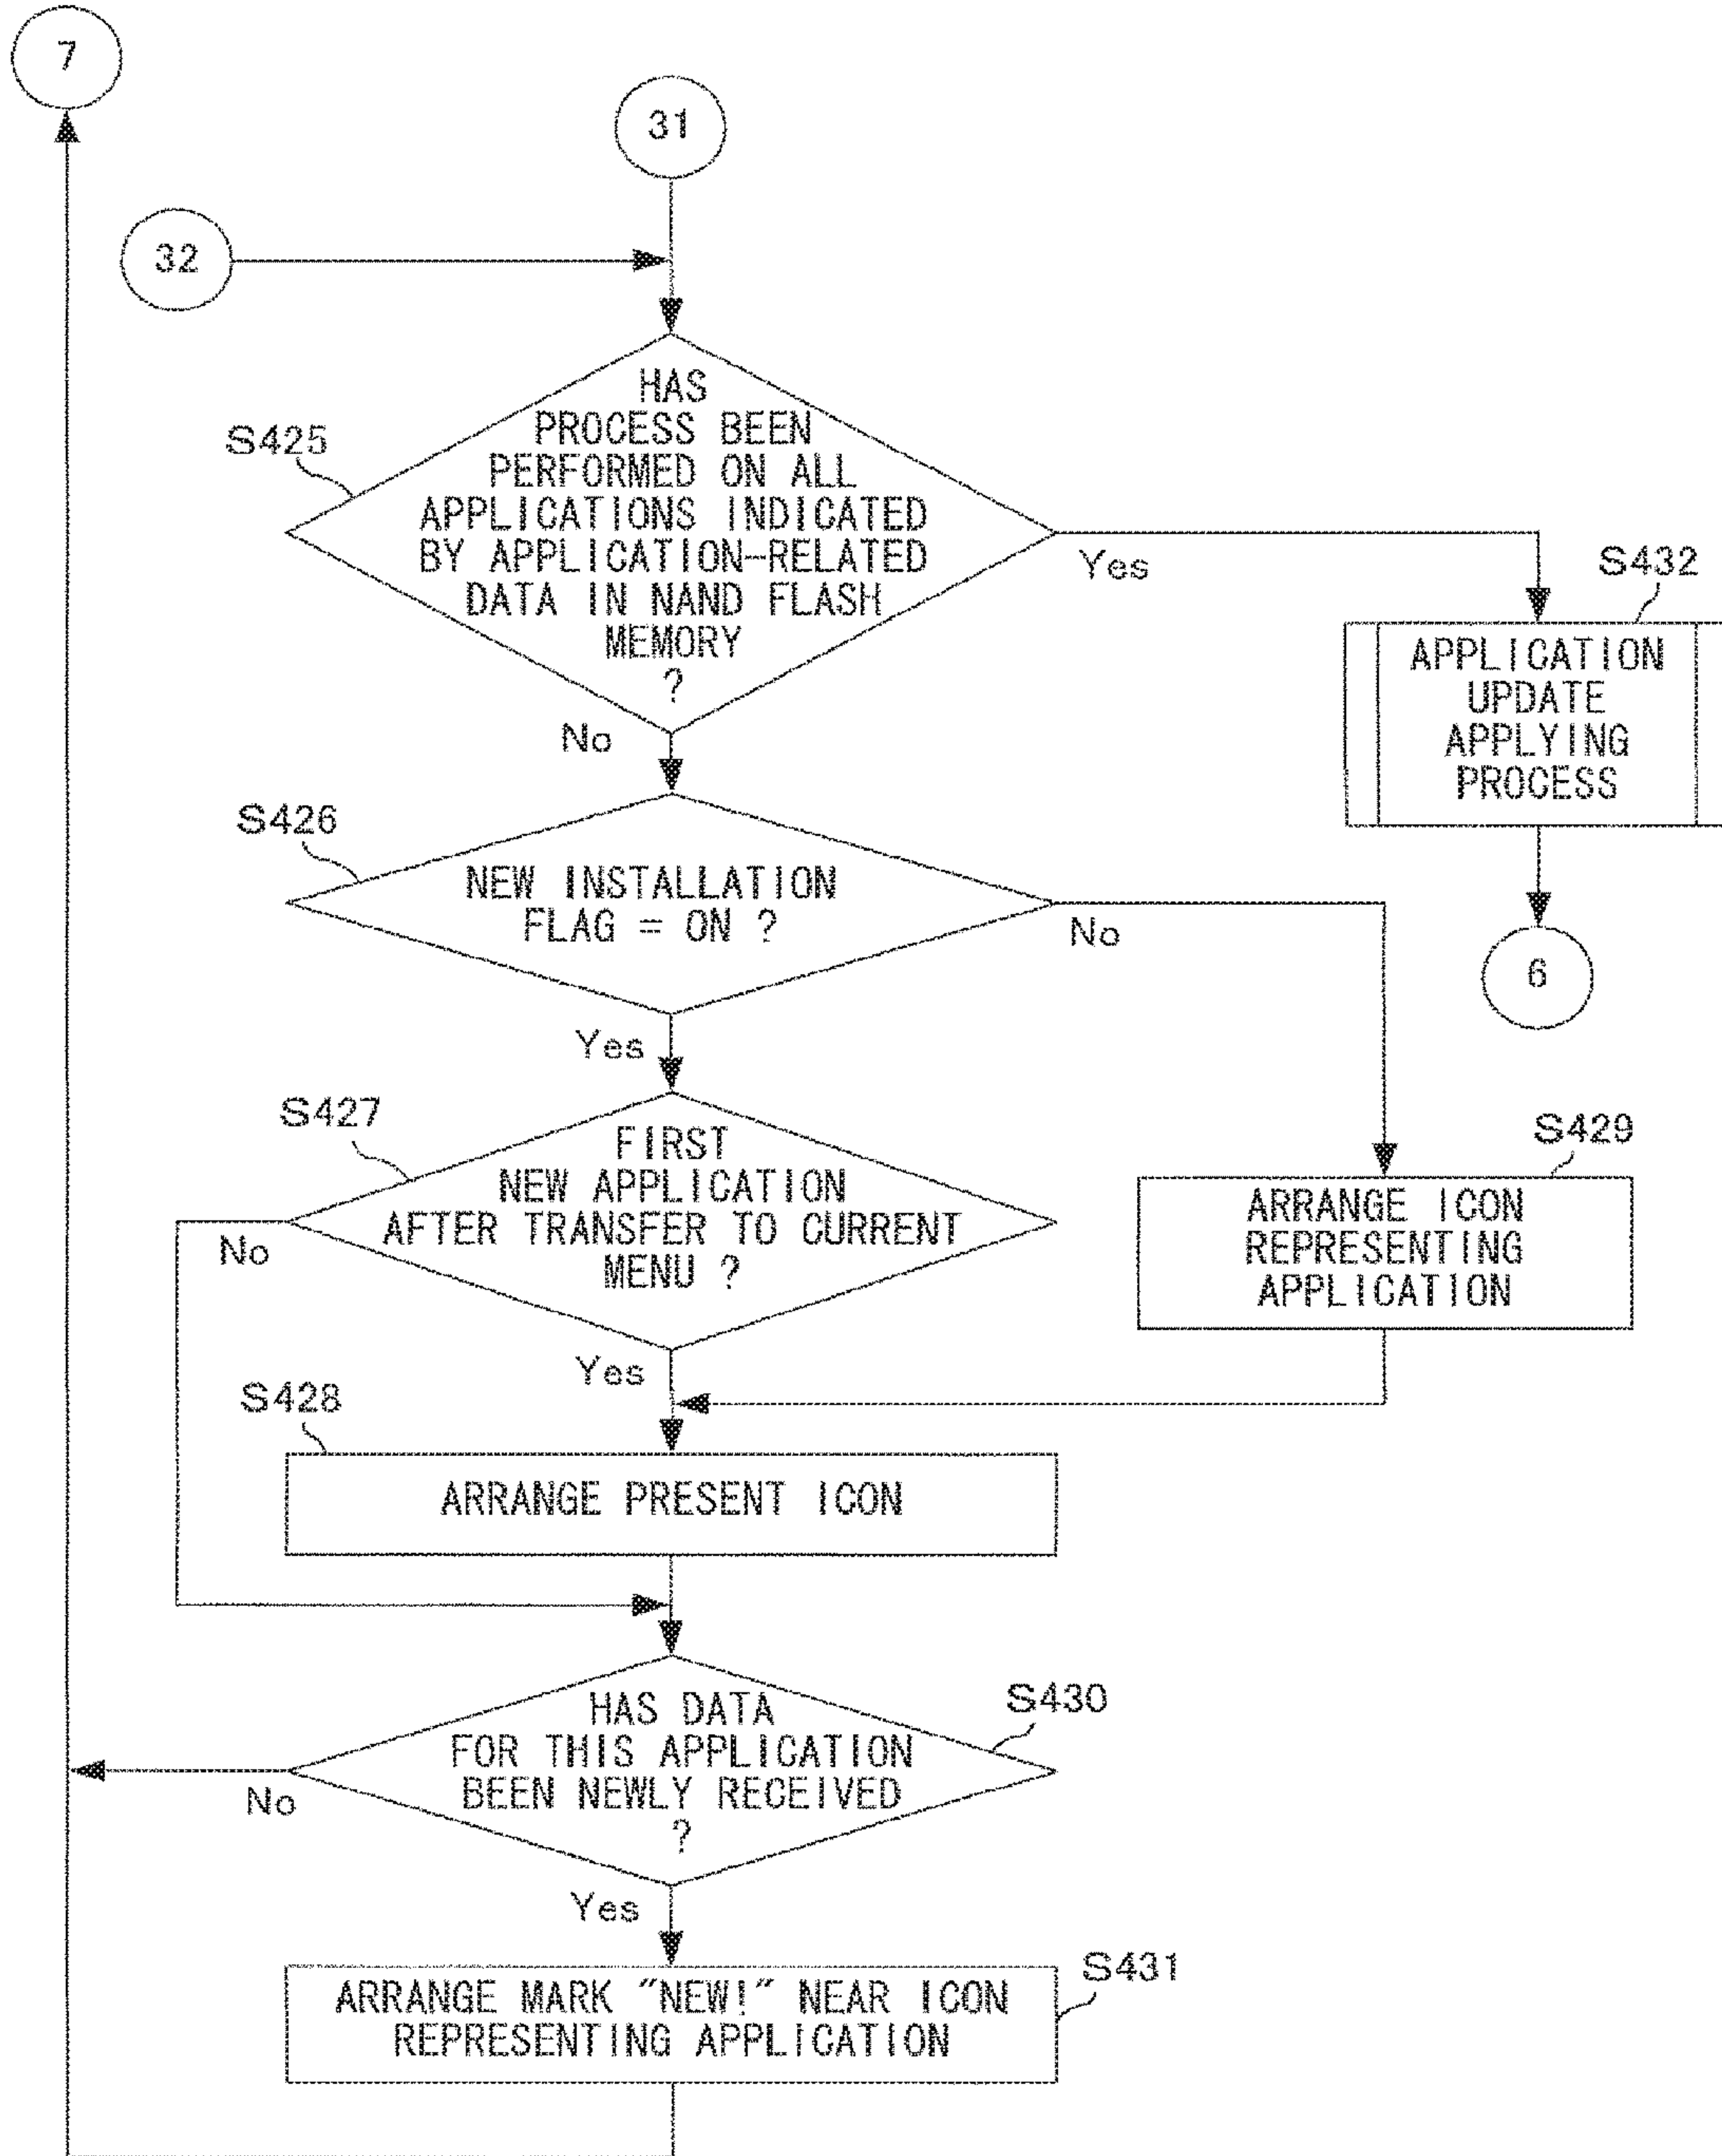 7
31
32
S425
HAS
PROCESS BEEN
PERFORMED ON ALL
APPLICATIONS INDICATED
BY APPLICATION-RELATED
DATA IN NAND FLASH
MEMORY
?
Yes
No
S432
APPLICATION
UPDATE
APPLYING
PROCESS
6
S426
NEW INSTALLATION
FLAG = ON ?
No
Yes
S427
FIRST
NEW APPLICATION
AFTER TRANSFER TO CURRENT
MENU ?
No
Yes
S429
ARRANGE ICON
REPRESENTING
APPLICATION
S428
ARRANGE PRESENT ICON
S430
HAS DATA
FOR THIS APPLICATION
BEEN NEWLY RECEIVED
?
No
Yes
S431
ARRANGE MARK "NEW!" NEAR ICON
REPRESENTING APPLICATION